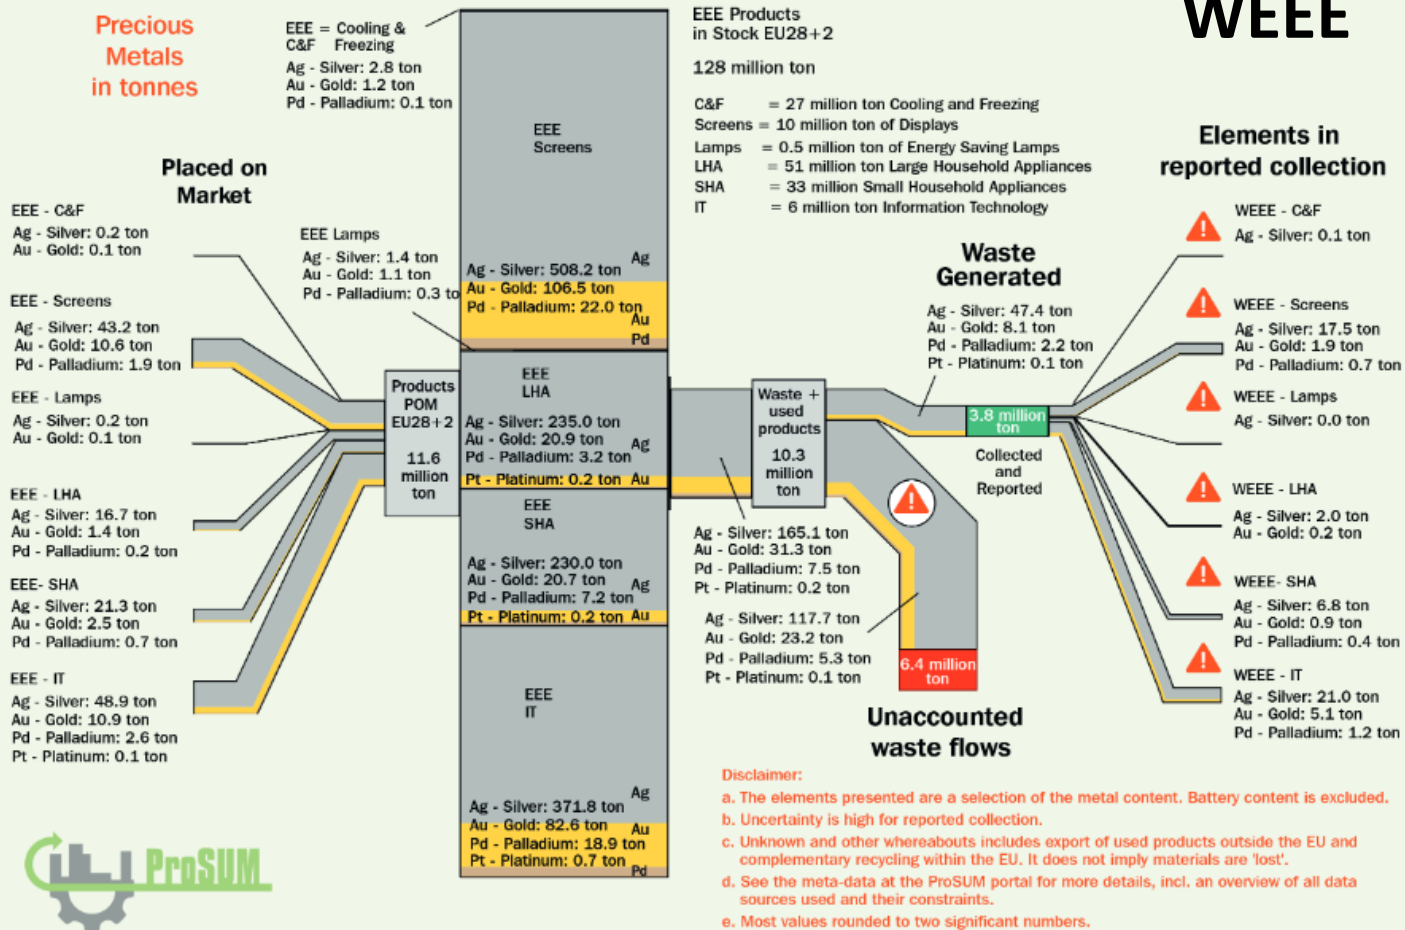 WEEE
Precious
Metals
in tonnes
EEE = Cooling &
C&F Freezing
Ag - Silver: 2.8 ton
Au - Gold: 1.2 ton
Pd - Palladium: 0.1 ton
EEE Products
in Stock EU28+2
128 million ton
C&F = 27 million ton Cooling and Freezing
Screens = 10 million ton of Displays
Lamps = 0.5 million ton of Energy Saving Lamps
LHA = 51 million ton Large Household Appliances
SHA = 33 million Small Household Appliances
IT = 6 million ton Information Technology
Placed on
Market
EEE - C&F
Ag - Silver: 0.2 ton
Au - Gold: 0.1 ton
EEE - Screens
Ag - Silver: 43.2 ton
Au - Gold: 10.6 ton
Pd - Palladium: 1.9 ton
EEE - Lamps
Ag - Silver: 0.2 ton
Au - Gold: 0.1 ton
EEE - LHA
Ag - Silver: 16.7 ton
Au - Gold: 1.4 ton
Pd - Palladium: 0.2 ton
EEE- SHA
Ag - Silver: 21.3 ton
Au - Gold: 2.5 ton
Pd - Palladium: 0.7 ton
EEE - IT
Ag - Silver: 48.9 ton
Au - Gold: 10.9 ton
Pd - Palladium: 2.6 ton
Pt - Platinum: 0.1 ton
EEE Lamps
Ag - Silver: 1.4 ton
Au - Gold: 1.1 ton
Pd - Palladium: 0.3 to
Products
POM
EU28+2
11.6
million
ton
EEE
Screens
Ag
Ag - Silver: 508.2 ton
Au - Gold: 106.5 ton
Pd - Palladium: 22.0 ton
Au
Pd
EEE
LHA
Ag - Silver: 235.0 ton
Au - Gold: 20.9 ton
Ag
Pd - Palladium: 3.2 ton
Pt - Platinum: 0.2 ton Au
EEE
SHA
Ag - Silver: 230.0 ton
Au - Gold: 20.7 ton
Ag
Pd - Palladium: 7.2 ton
Pt - Platinum: 0.2 ton Au
EEE
IT
Ag
Ag - Silver: 371.8 ton
Au - Gold: 82.6 ton
Au
Pd - Palladium: 18.9 ton
Pt - Platinum: 0.7 ton
Pd
Waste +
used
products
10.3
million
ton
Ag - Silver: 165.1 ton
Au - Gold: 31.3 ton
Pd - Palladium: 7.5 ton
Pt - Platinum: 0.2 ton
Ag - Silver: 117.7 ton
Au - Gold: 23.2 ton
Pd - Palladium: 5.3 ton
Pt - Platinum: 0.1 ton
6.4 million
ton
Unaccounted
waste flows
Waste
Generated
Ag - Silver: 47.4 ton
Au - Gold: 8.1 ton
Pd - Palladium: 2.2 ton
Pt - Platinum: 0.1 ton
3.8 million
ton
Collected
and
Reported
Elements in
reported collection
WEEE - C&F
Ag - Silver: 0.1 ton
WEEE - Screens
Ag - Silver: 17.5 ton
Au - Gold: 1.9 ton
Pd - Palladium: 0.7 ton
WEEE - Lamps
Ag - Silver: 0.0 ton
WEEE - LHA
Ag - Silver: 2.0 ton
Au - Gold: 0.2 ton
WEEE- SHA
Ag - Silver: 6.8 ton
Au - Gold: 0.9 ton
Pd - Palladium: 0.4 ton
WEEE - IT
Ag - Silver: 21.0 ton
Au - Gold: 5.1 ton
Pd - Palladium: 1.2 ton
Disclaimer:
a. The elements presented are a selection of the metal content. Battery content is excluded.
b. Uncertainty is high for reported collection.
c. Unknown and other whereabouts includes export of used products outside the EU and
complementary recycling within the EU. It does not imply materials are 'lost'.
d. See the meta-data at the ProSUM portal for more details, incl. an overview of all data
sources used and their constraints.
e. Most values rounded to two significant numbers.
ProSUM